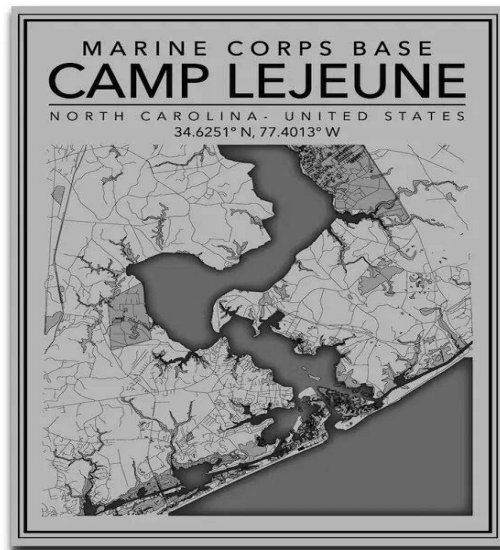 MARINE CORPS BASE
CAMP LEJEUNE
NORTH CAROLINA- UNITED STATES
34.6251° N, 77.4013° W